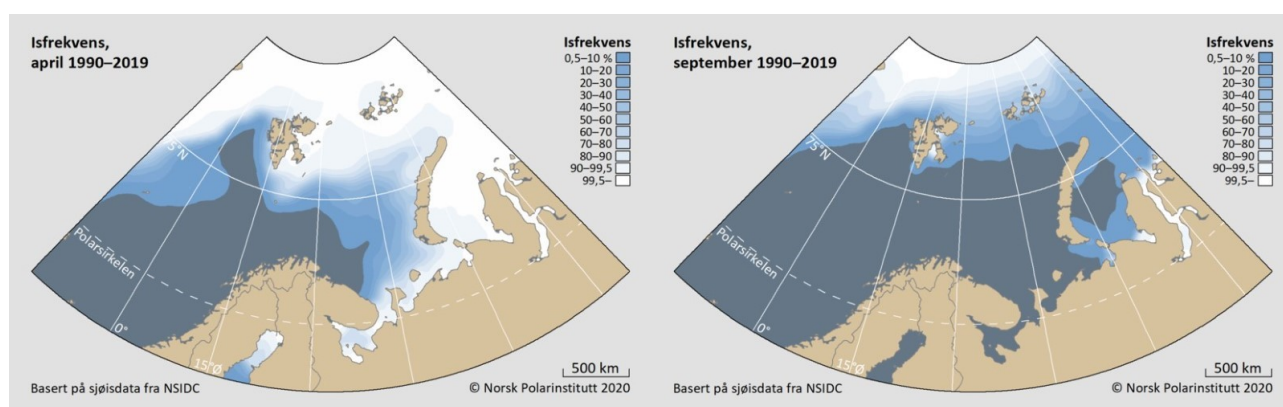 Isfrekvens,
april 1990–2019
Isfrekvens
0,5–10 %
10–20
20–30
30–40
40–50
50–60
60–70
70–80
80–90
90–99,5
99,5–
75°N
Polarsirkelen
0°
15°Ø
500 km
Basert på sjøisdata fra NSIDC
© Norsk Polarinstitutt 2020
Isfrekvens,
september 1990–2019
Isfrekvens
0,5–10 %
10–20
20–30
30–40
40–50
50–60
60–70
70–80
80–90
90–99,5
99,5–
75°N
Polarsirkelen
0°
15°Ø
500 km
Basert på sjøisdata fra NSIDC
© Norsk Polarinstitutt 2020